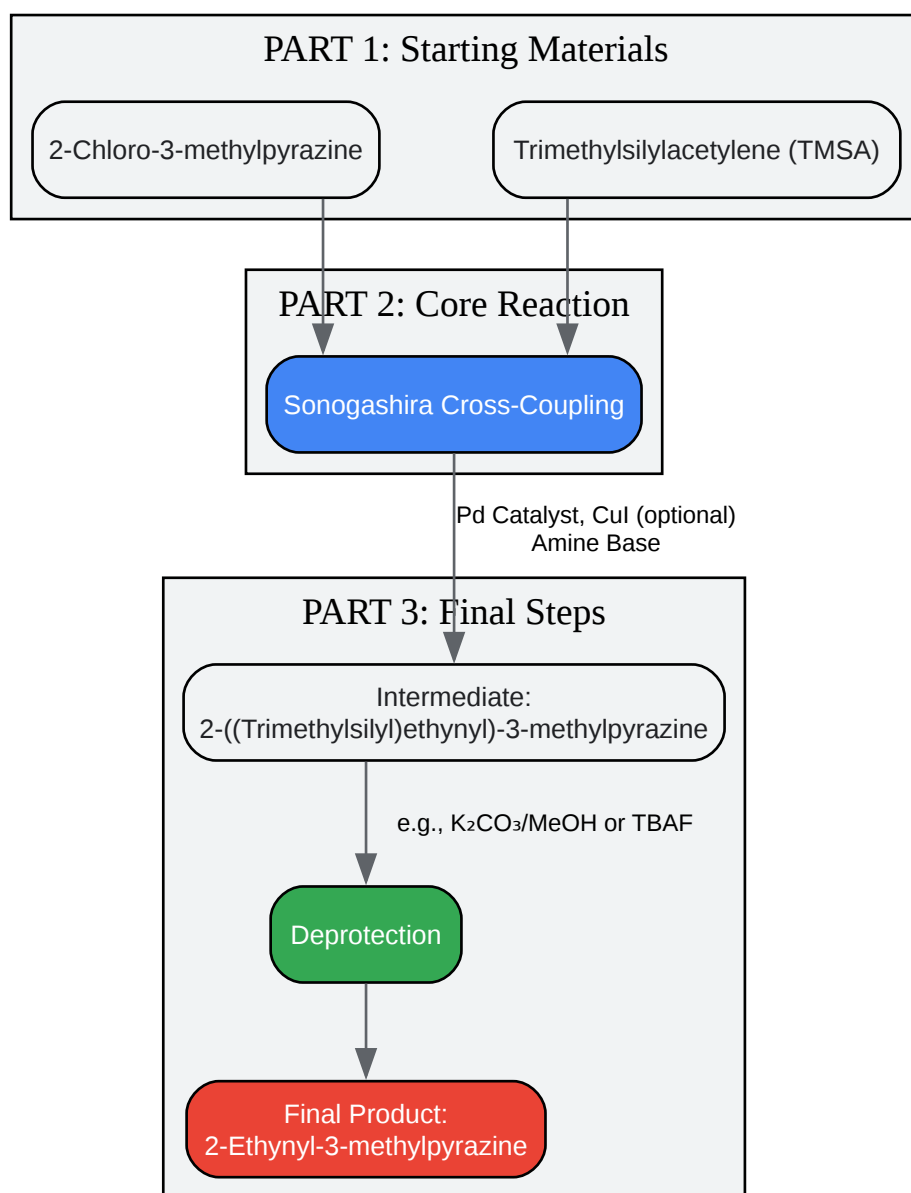 PART 1: Starting Materials
2-Chloro-3-methylpyrazine
Trimethylsilylacetylene (TMSA)
PART 2: Core Reaction
Sonogashira Cross-Coupling
Pd Catalyst, CuI (optional)
Amine Base
PART 3: Final Steps
Intermediate:
2-((Trimethylsilyl)ethynyl)-3-methylpyrazine
e.g., K₂CO₃/MeOH or TBAF
Deprotection
Final Product:
2-Ethynyl-3-methylpyrazine